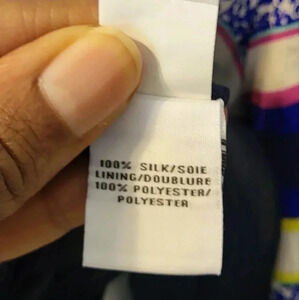 100% SILK/SOIE
LINING/DOUBLURE
100% POLYESTER/
POLYESTER